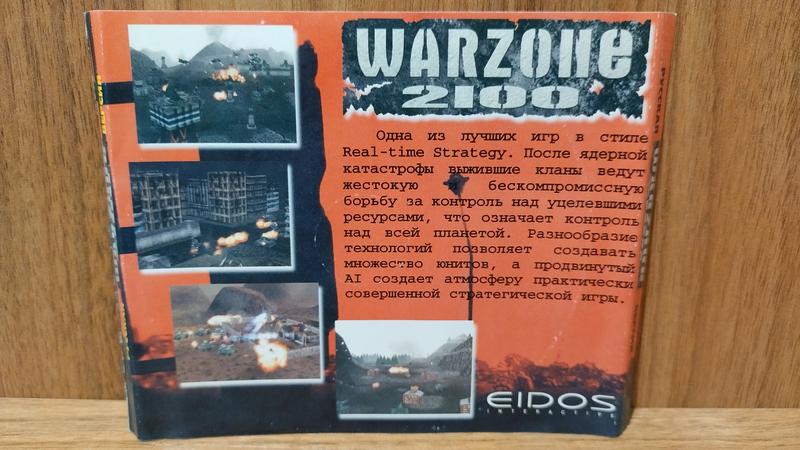 WARZONE
2100
Одна из лучших игр в стиле
Real-time Strategy. После ядерной
катастрофы выжившие кланы ведут
жестокую и бескомпромиссную
борьбу за контроль над уцелевшими
ресурсами, что означает контроль
над всей планетой. Разнообразие
технологий позволяет создавать
множество юнитов, а продвинутый
AI создает атмосферу практически
совершенной стратегической игры.
EIDOS
INTERACTIVE
РУССКАЯ